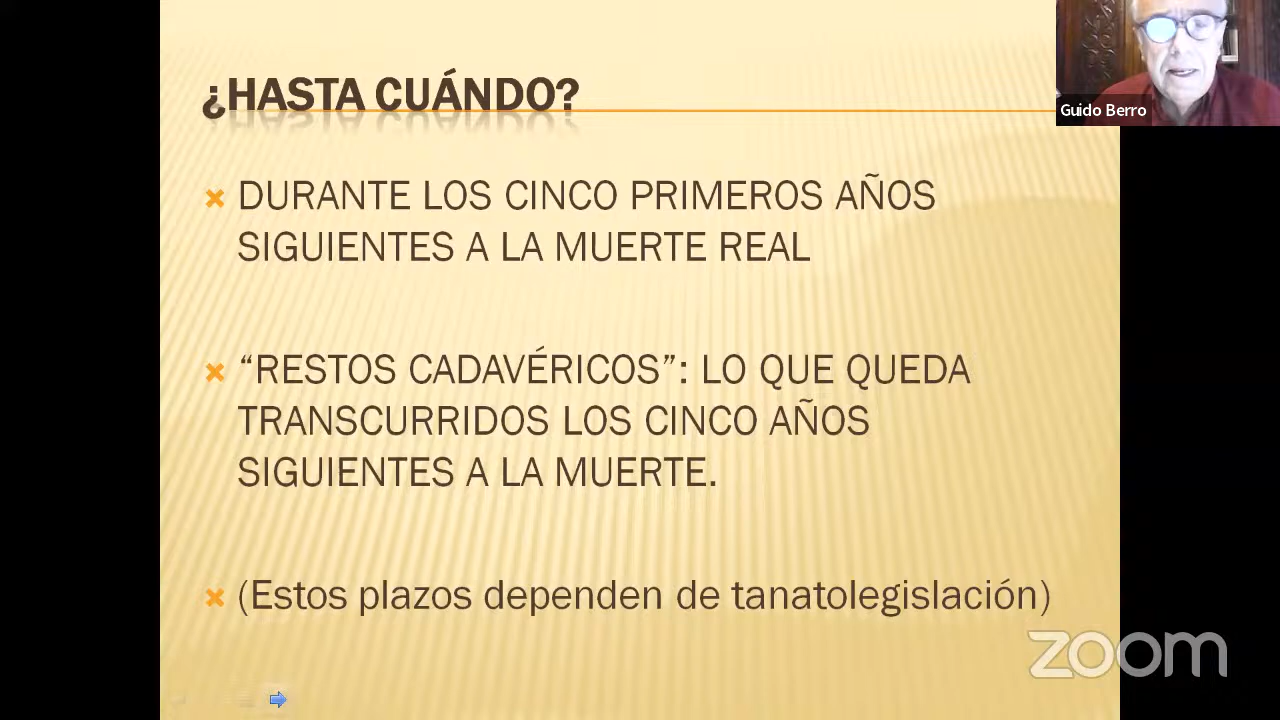 ¿HASTA CUÁNDO?
Guido Berro
DURANTE LOS CINCO PRIMEROS AÑOS
SIGUIENTES A LA MUERTE REAL
“RESTOS CADAVÉRICOS”: LO QUE QUEDA
TRANSCURRIDOS LOS CINCO AÑOS
SIGUIENTES A LA MUERTE.
(Estos plazos dependen de tanatolegislación)
zoom